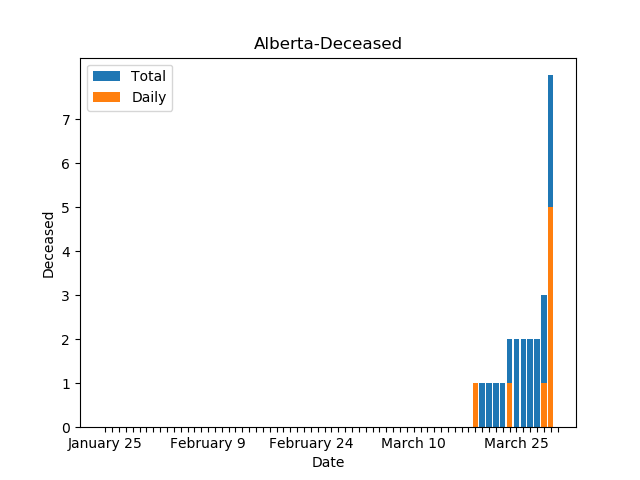 Alberta-Deceased
Total
Daily
7
6
5
4
3
2
1
0
Deceased
January 25 February 9 February 24 March 10 March 25
Date